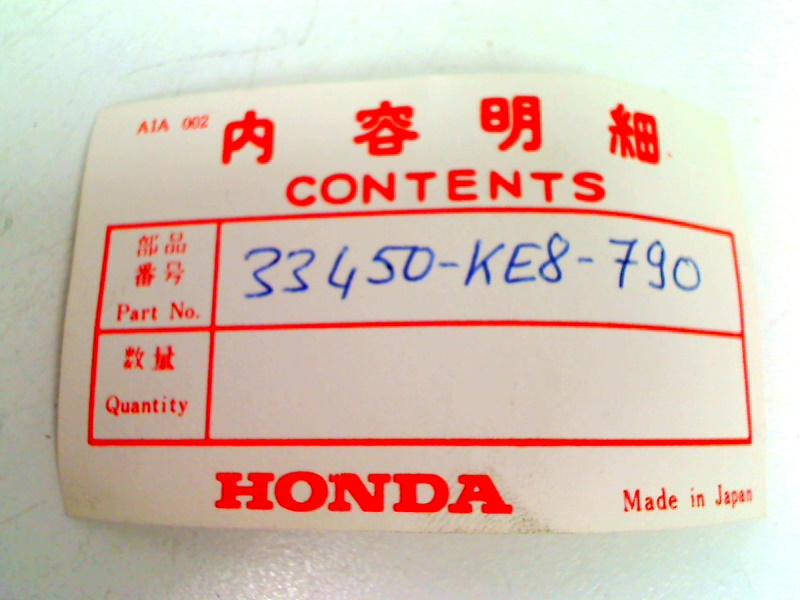 AIA 002
内容明細
CONTENTS
部品
番号
Part No.
33450-KE8-790
数量
Quantity
HONDA
Made in Japan